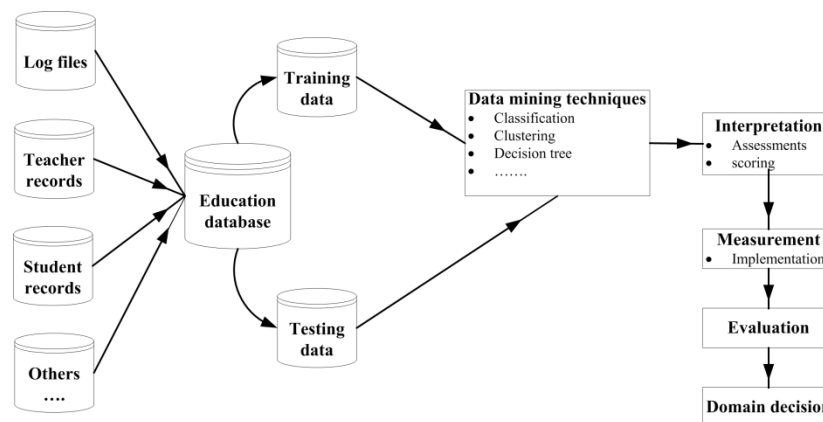 Log files
Teacher
records
Student
records
Others
....
Education
database
Training
data
Testing
data
Data mining techniques
• Classification
• Clustering
• Decision tree
• .......
Interpretation
• Assessments
• scoring
Measurement
• Implementation
Evaluation
Domain decision